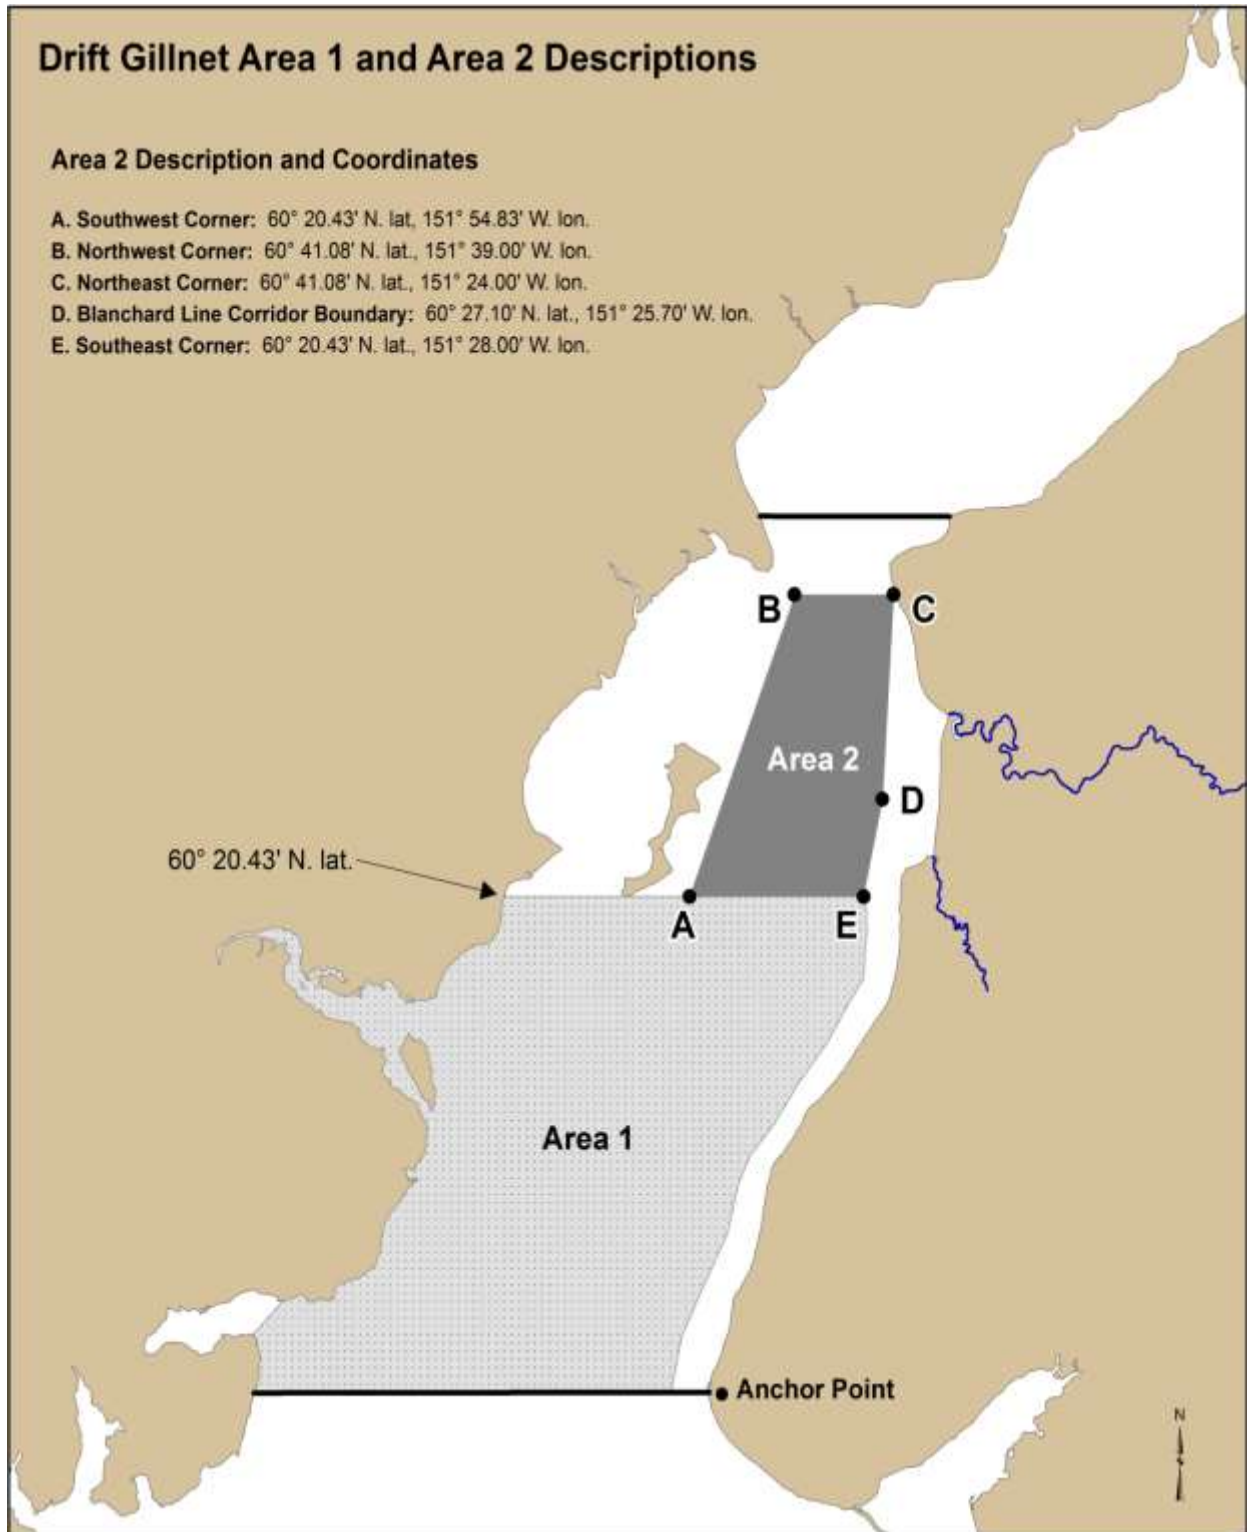 Drift Gillnet Area 1 and Area 2 Descriptions
Area 2 Description and Coordinates
A. Southwest Corner: 60° 20.43' N. lat, 151° 54.83' W. lon.
B. Northwest Corner: 60° 41.08' N. lat., 151° 39.00' W. lon.
C. Northeast Corner: 60° 41.08' N. lat., 151° 24.00' W. lon.
D. Blanchard Line Corridor Boundary: 60° 27.10' N. lat., 151° 25.70' W. lon.
E. Southeast Corner: 60° 20.43' N. lat., 151° 28.00' W. lon.
B
C
Area 2
D
60° 20.43' N. lat.
A
E
Area 1
Anchor Point
N